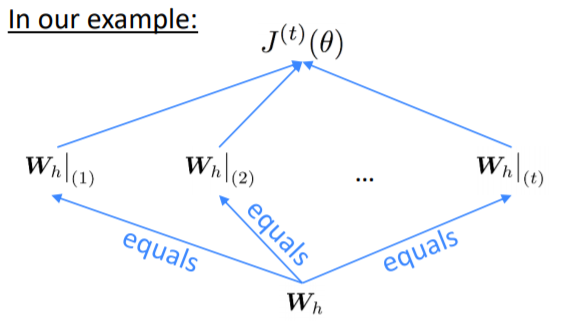 In our example:
J^{(t)}(θ)
W_h|_{(1)} W_h|_{(2)} ... W_h|_{(t)}
equals equals equals
W_h